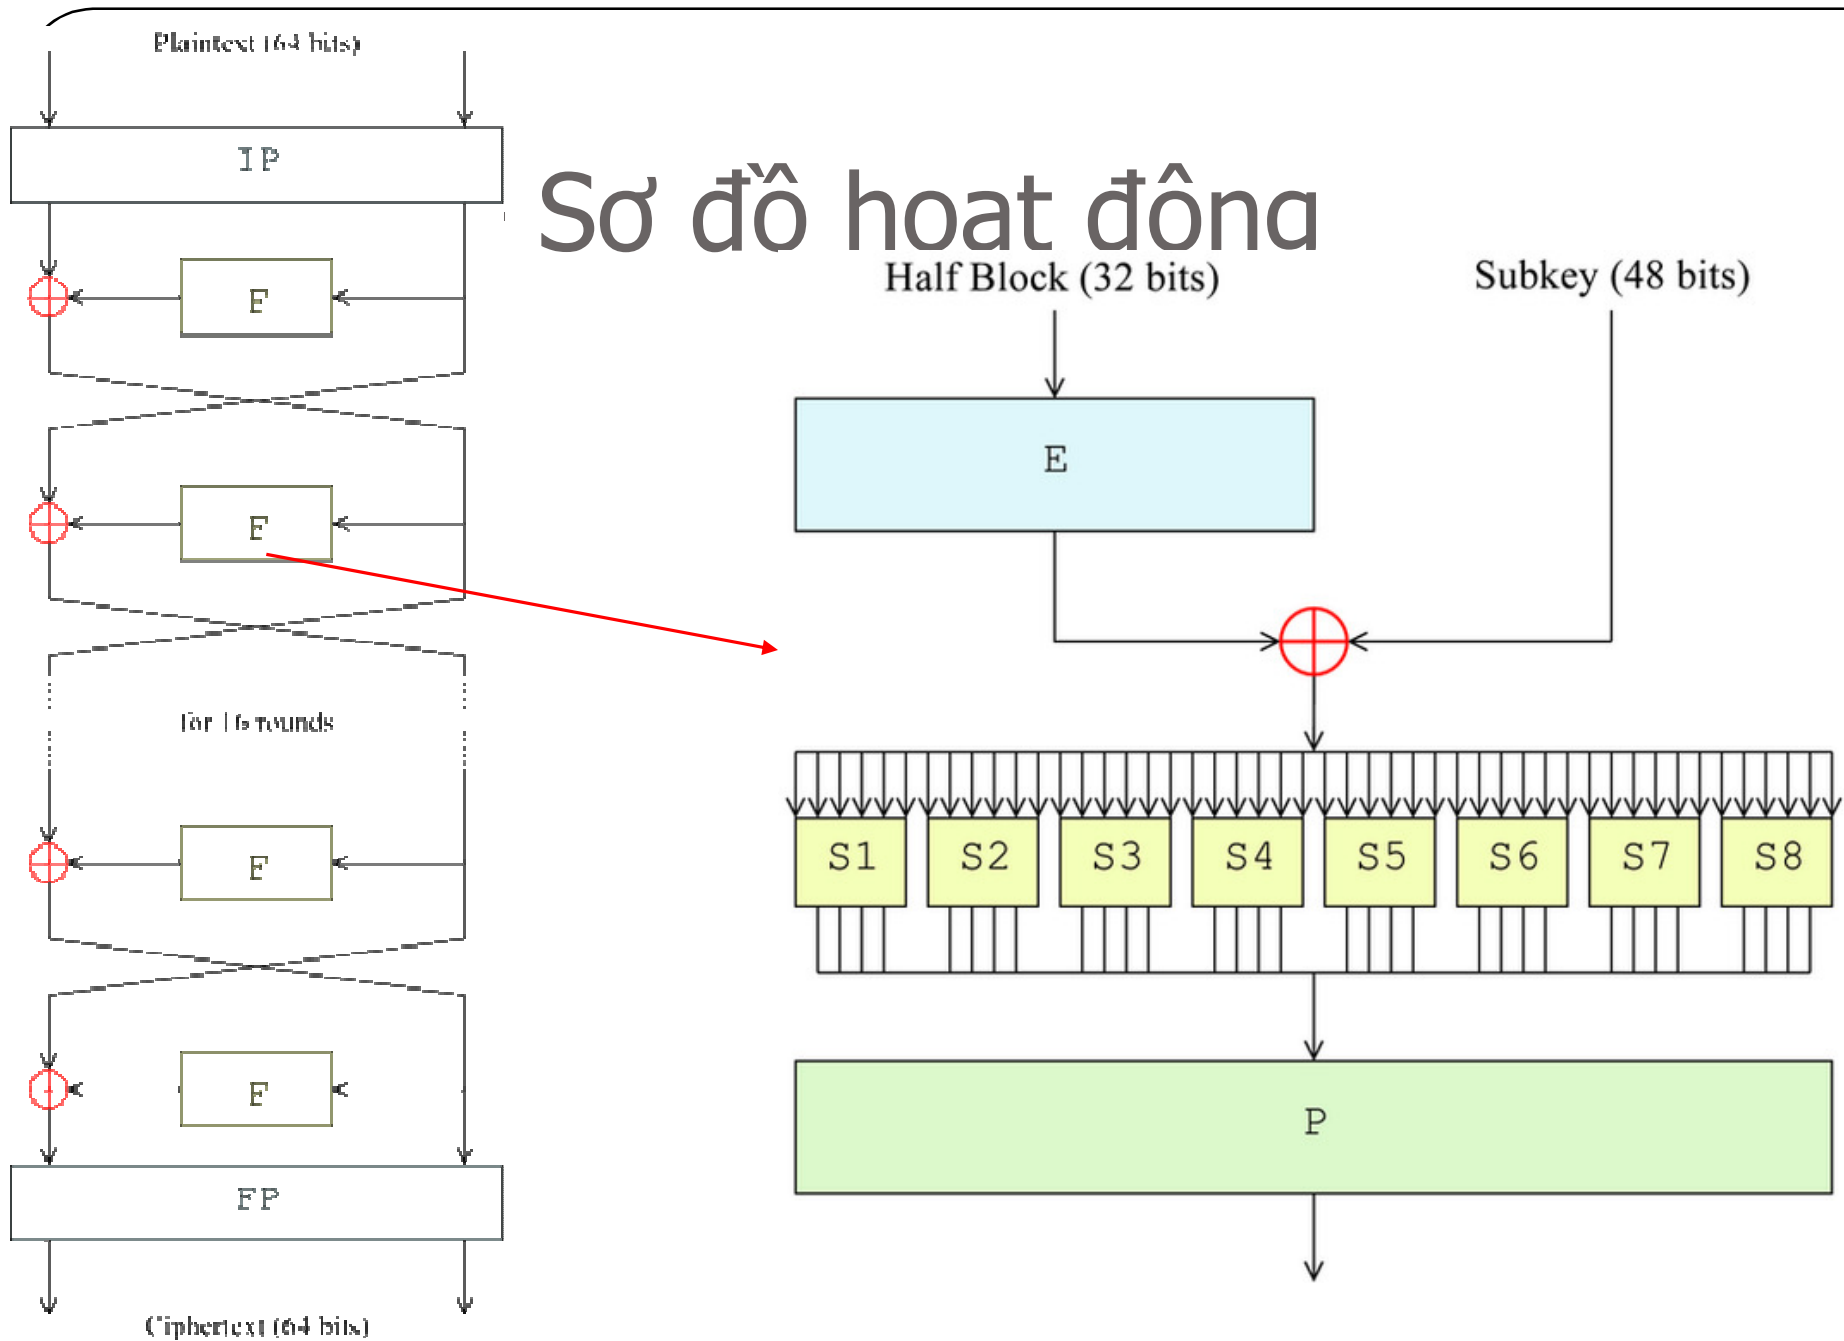 Plaintext (64 bits)
IP
Sơ đồ hoạt động
F
F
for 16 rounds
F
F
FP
Ciphertext (64 bits)
Half Block (32 bits)
Subkey (48 bits)
E
S1 S2 S3 S4 S5 S6 S7 S8
P